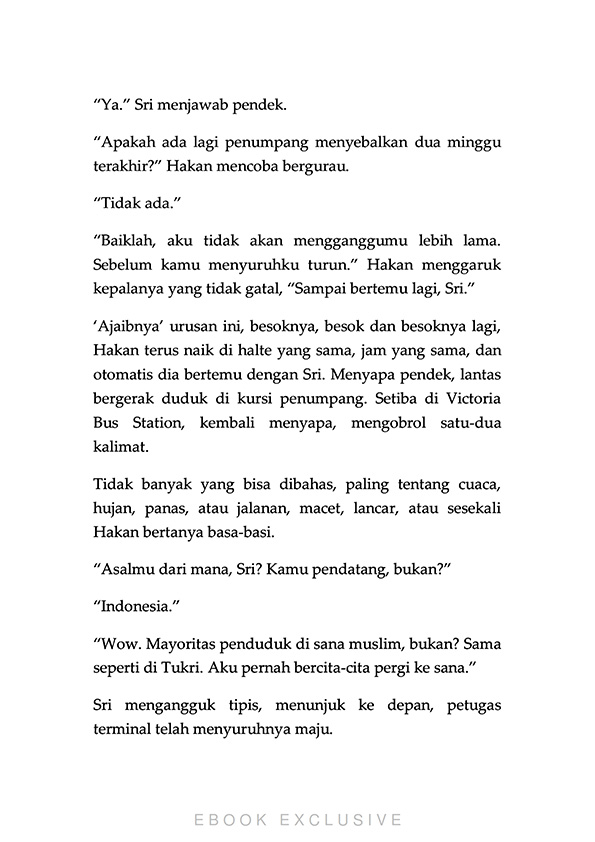 “Ya.” Sri menjawab pendek.
“Apakah ada lagi penumpang menyebalkan dua minggu
terakhir?” Hakan mencoba bergurau.
“Tidak ada.”
“Baiklah, aku tidak akan mengganggumu lebih lama.
Sebelum kamu menyuruhku turun.” Hakan menggaruk
kepalanya yang tidak gatal, “Sampai bertemu lagi, Sri.”
‘Ajaibnya’ urusan ini, besoknya, besok dan besoknya lagi,
Hakan terus naik di halte yang sama, jam yang sama, dan
otomatis dia bertemu dengan Sri. Menyapa pendek, lantas
bergerak duduk di kursi penumpang. Setiba di Victoria
Bus Station, kembali menyapa, mengobrol satu-dua
kalimat.
Tidak banyak yang bisa dibahas, paling tentang cuaca,
hujan, panas, atau jalanan, macet, lancar, atau sesekali
Hakan bertanya basa-basi.
“Asalmu dari mana, Sri? Kamu pendatang, bukan?”
“Indonesia.”
“Wow. Mayoritas penduduk di sana muslim, bukan? Sama
seperti di Tukri. Aku pernah bercita-cita pergi ke sana.”
Sri mengangguk tipis, menunjuk ke depan, petugas
terminal telah menyuruhnya maju.
EBOOK EXCLUSIVE